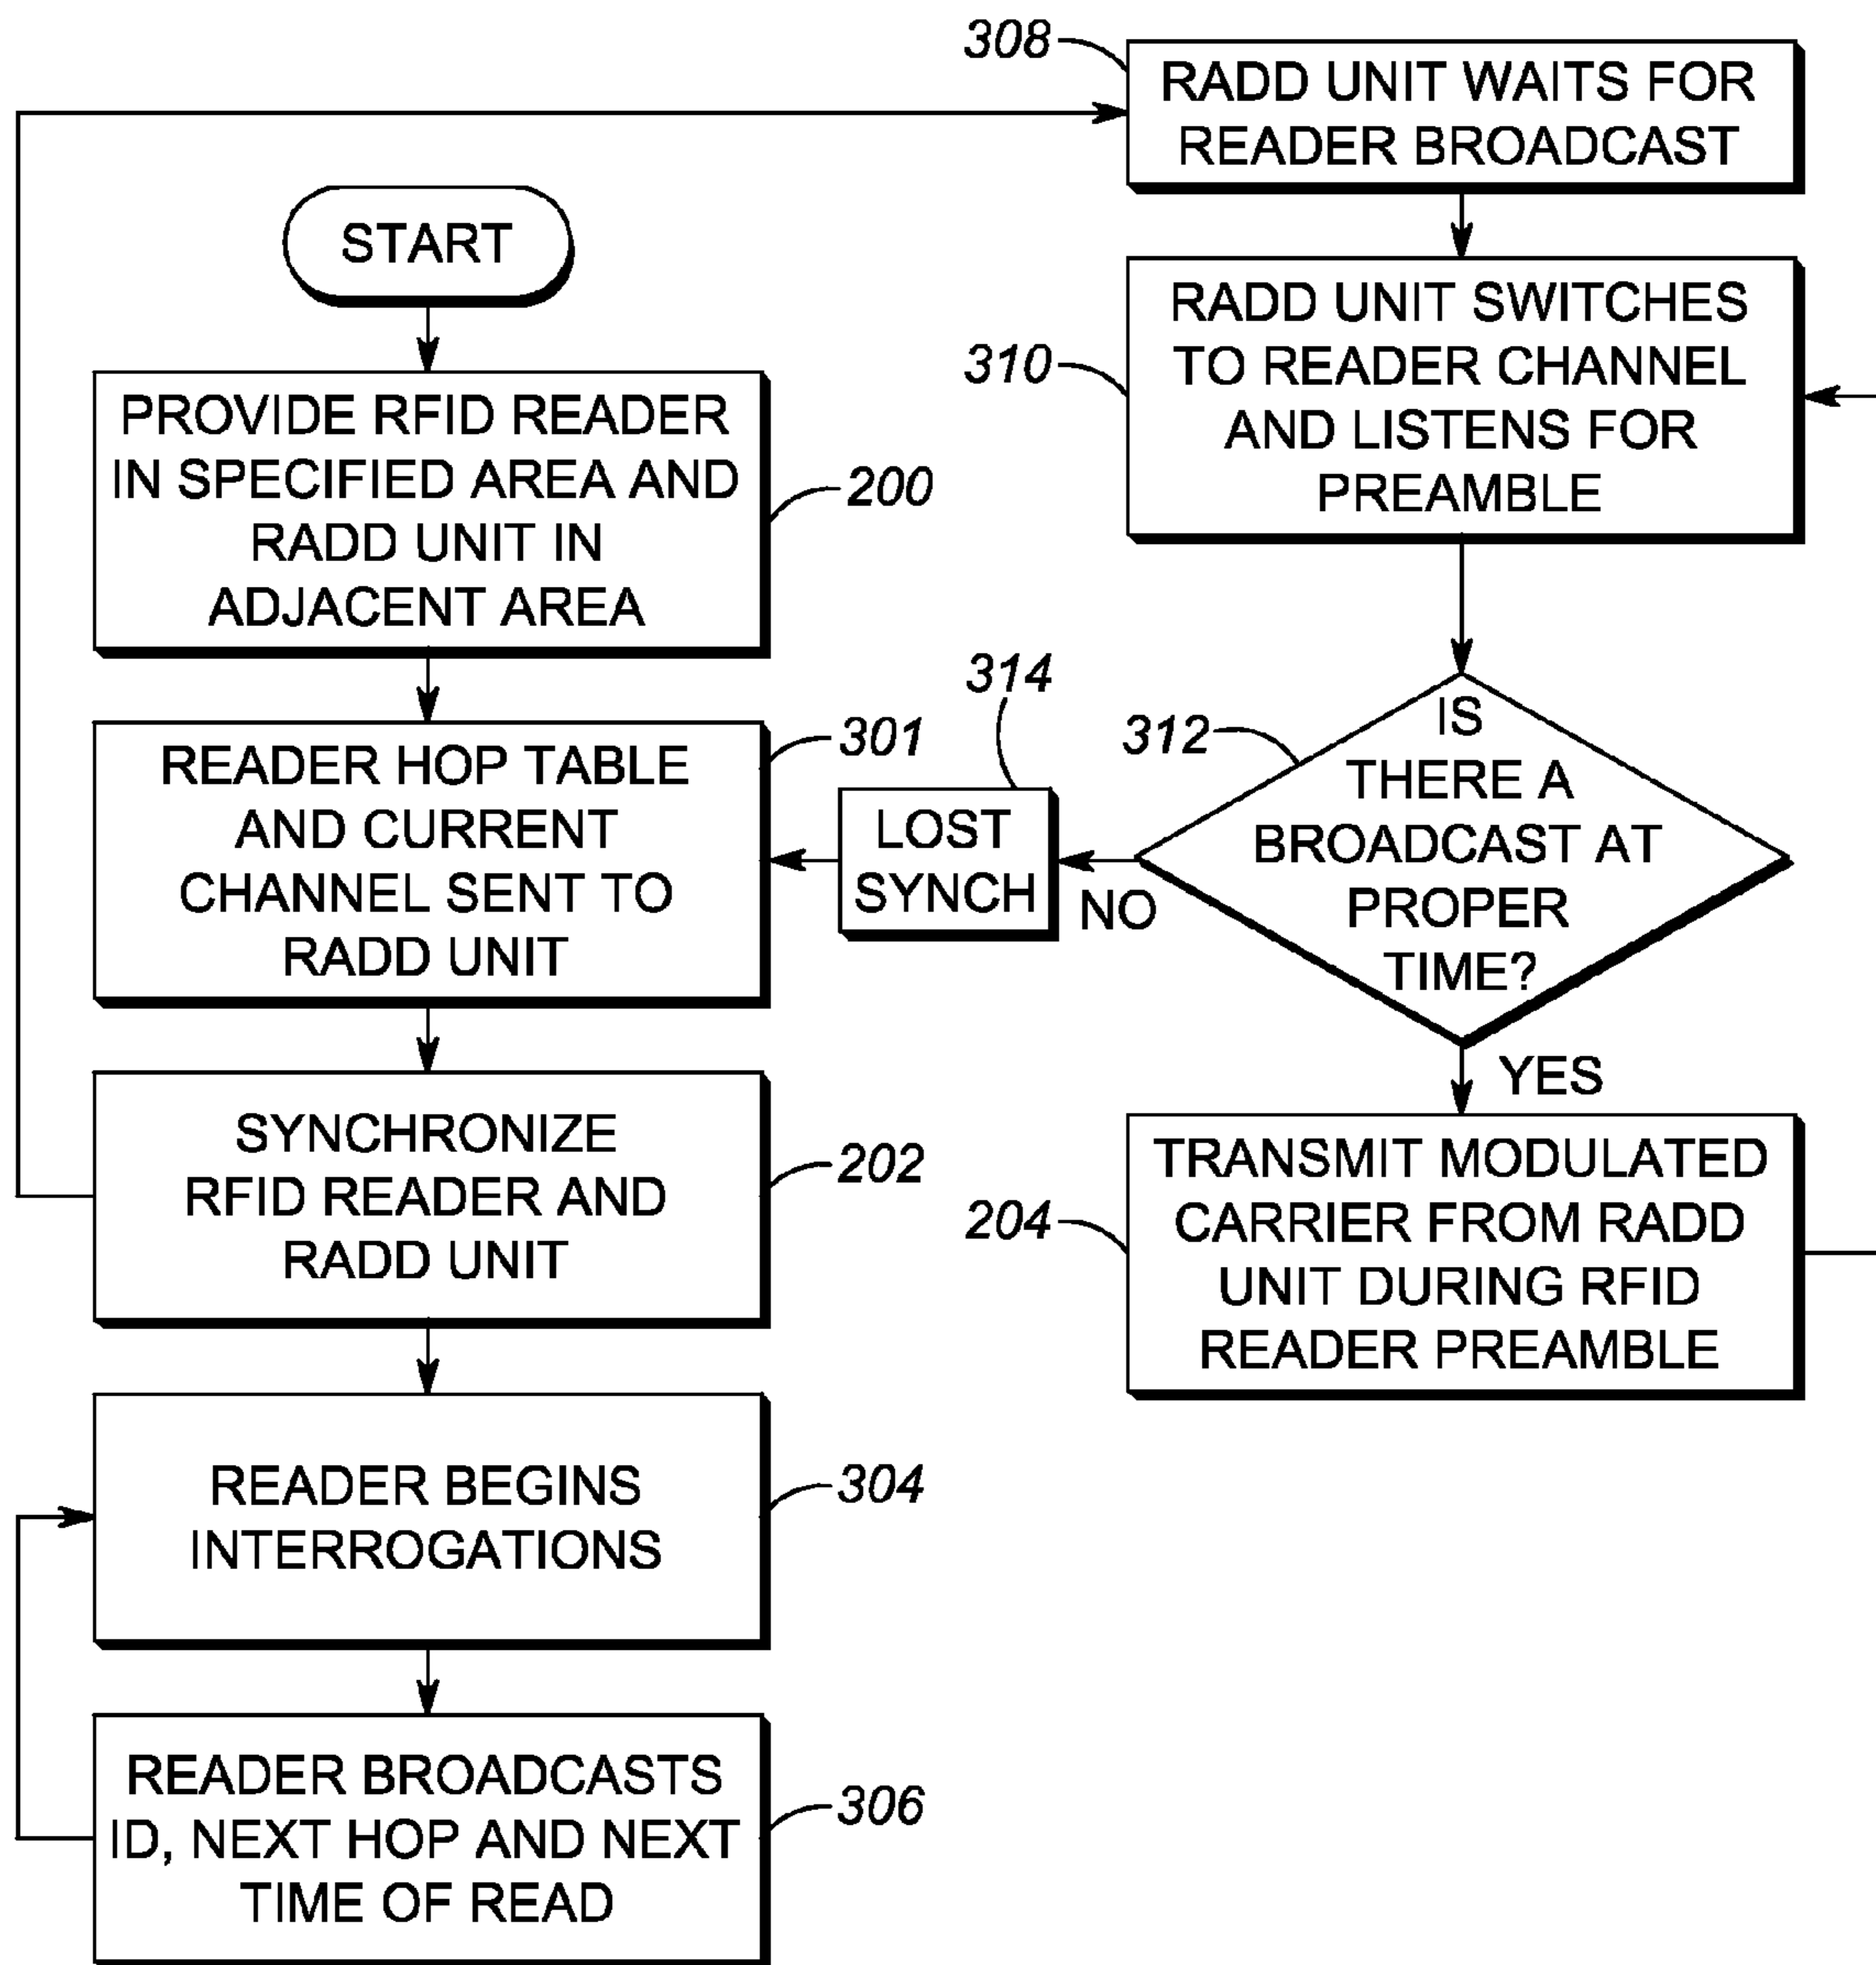 START
PROVIDE RFID READER
IN SPECIFIED AREA AND
RADD UNIT IN
ADJACENT AREA
200
READER HOP TABLE
AND CURRENT
CHANNEL SENT TO
RADD UNIT
301
SYNCHRONIZE
RFID READER AND
RADD UNIT
202
READER BEGINS
INTERROGATIONS
304
READER BROADCASTS
ID, NEXT HOP AND NEXT
TIME OF READ
306
308
RADD UNIT WAITS FOR
READER BROADCAST
310
RADD UNIT SWITCHES
TO READER CHANNEL
AND LISTENS FOR
PREAMBLE
312
IS
THERE A
BROADCAST AT
PROPER
TIME?
NO
314
LOST
SYNCH
YES
204
TRANSMIT MODULATED
CARRIER FROM RADD
UNIT DURING RFID
READER PREAMBLE